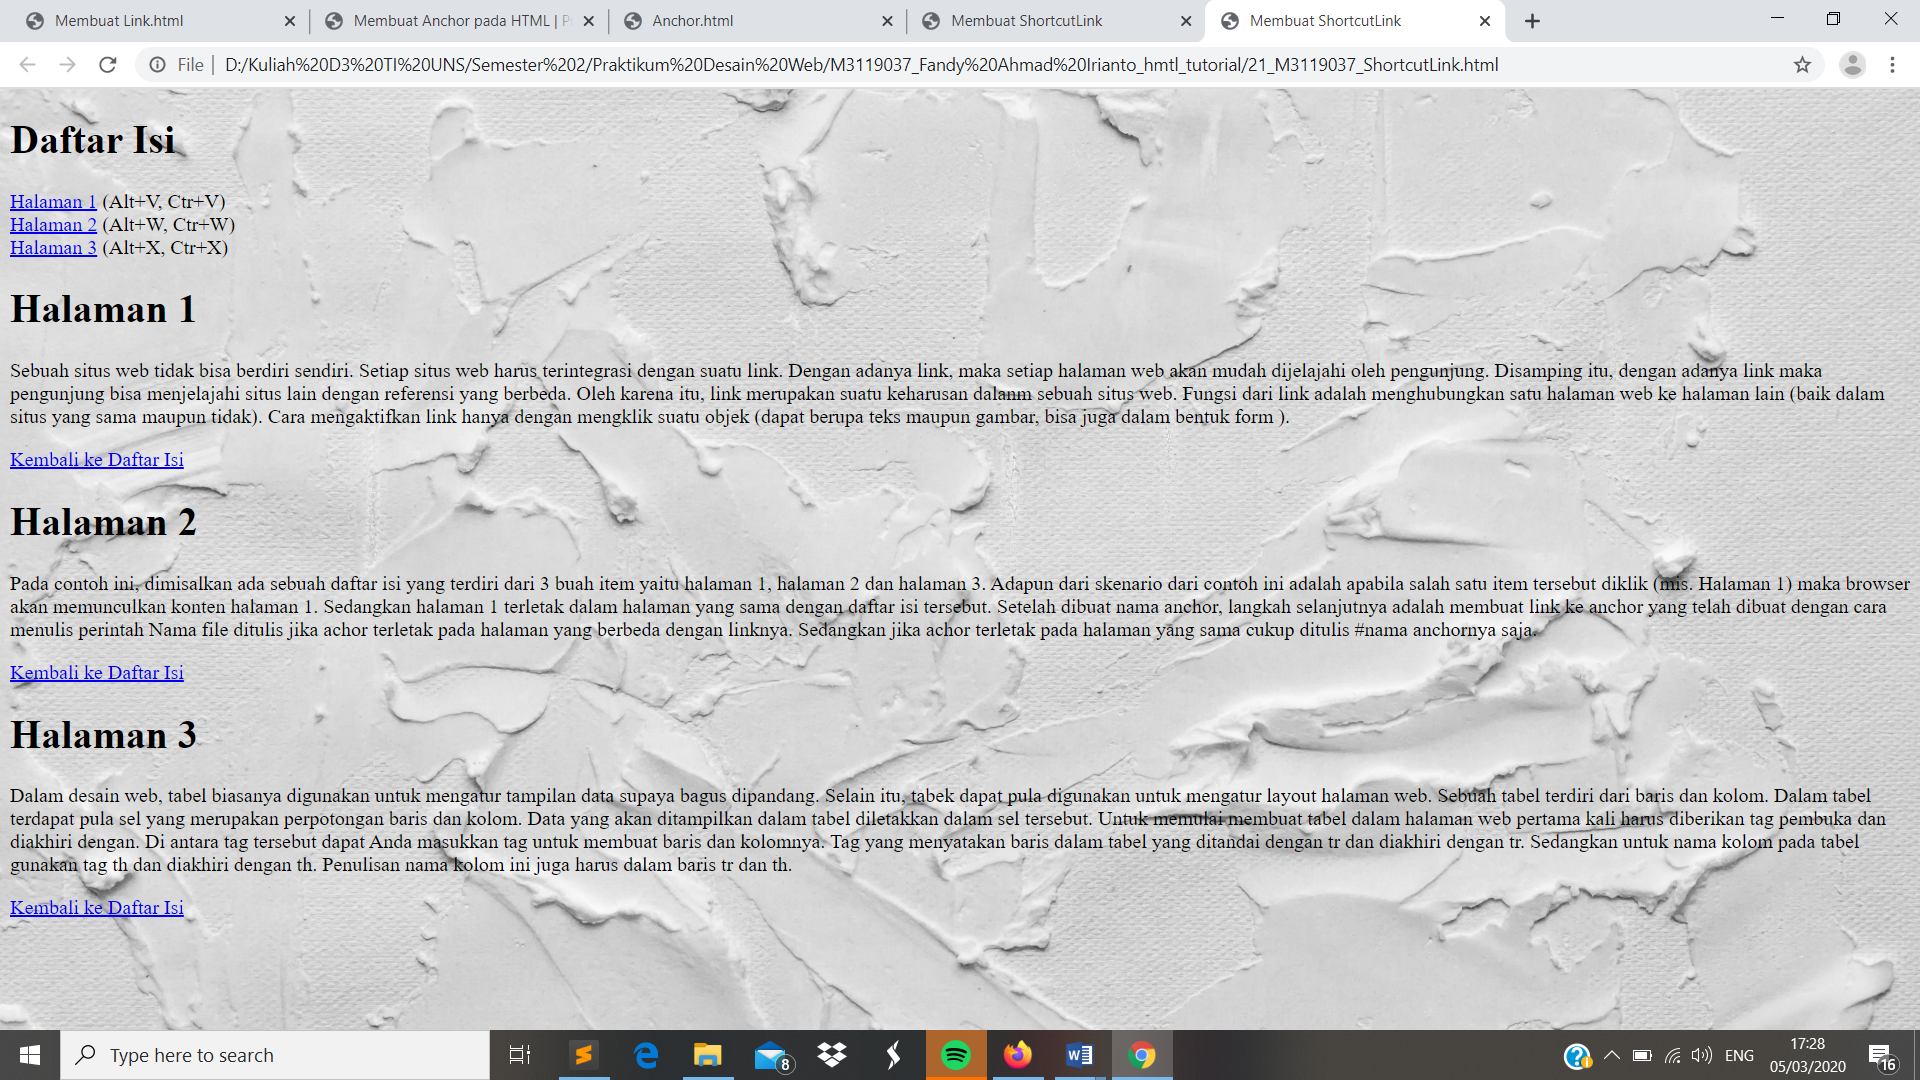 Membuat Link.html
Membuat Anchor pada HTML | P
Anchor.html
Membuat ShortcutLink
Membuat ShortcutLink
File | D:/Kuliah%20D3%20TI%20UNS/Semester%202/Praktikum%20Desain%20Web/M3119037_Fandy%20Ahmad%20Irianto_hmtl_tutorial/21_M3119037_ShortcutLink.html
Daftar Isi
Halaman 1 (Alt+V, Ctr+V)
Halaman 2 (Alt+W, Ctr+W)
Halaman 3 (Alt+X, Ctr+X)
Halaman 1
Sebuah situs web tidak bisa berdiri sendiri. Setiap situs web harus terintegrasi dengan suatu link. Dengan adanya link, maka setiap halaman web akan mudah dijelajahi oleh pengunjung. Disamping itu, dengan adanya link maka
pengunjung bisa menjelajahi situs lain dengan referensi yang berbeda. Oleh karena itu, link merupakan suatu keharusan dalanm sebuah situs web. Fungsi dari link adalah menghubungkan satu halaman web ke halaman lain (baik dalam
situs yang sama maupun tidak). Cara mengaktifkan link hanya dengan mengklik suatu objek (dapat berupa teks maupun gambar, bisa juga dalam bentuk form ).
Kembali ke Daftar Isi
Halaman 2
Pada contoh ini, dimisalkan ada sebuah daftar isi yang terdiri dari 3 buah item yaitu halaman 1, halaman 2 dan halaman 3. Adapun dari skenario dari contoh ini adalah apabila salah satu item tersebut diklik (mis. Halaman 1) maka browser
akan memunculkan konten halaman 1. Sedangkan halaman 1 terletak dalam halaman yang sama dengan daftar isi tersebut. Setelah dibuat nama anchor, langkah selanjutnya adalah membuat link ke anchor yang telah dibuat dengan cara
menulis perintah Nama file ditulis jika achor terletak pada halaman yang berbeda dengan linknya. Sedangkan jika achor terletak pada halaman yang sama cukup ditulis #nama anchornya saja.
Kembali ke Daftar Isi
Halaman 3
Dalam desain web, tabel biasanya digunakan untuk mengatur tampilan data supaya bagus dipandang. Selain itu, tabek dapat pula digunakan untuk mengatur layout halaman web. Sebuah tabel terdiri dari baris dan kolom. Dalam tabel
terdapat pula sel yang merupakan perpotongan baris dan kolom. Data yang akan ditampilkan dalam tabel diletakkan dalam sel tersebut. Untuk memulai membuat tabel dalam halaman web pertama kali harus diberikan tag pembuka dan
diakhiri dengan. Di antara tag tersebut dapat Anda masukkan tag untuk membuat baris dan kolomnya. Tag yang menyatakan baris dalam tabel yang ditandai dengan tr dan diakhiri dengan tr. Sedangkan untuk nama kolom pada tabel
gunakan tag th dan diakhiri dengan th. Penulisan nama kolom ini juga harus dalam baris tr dan th.
Kembali ke Daftar Isi
Type here to search
8
ENG
17:28
05/03/2020
16